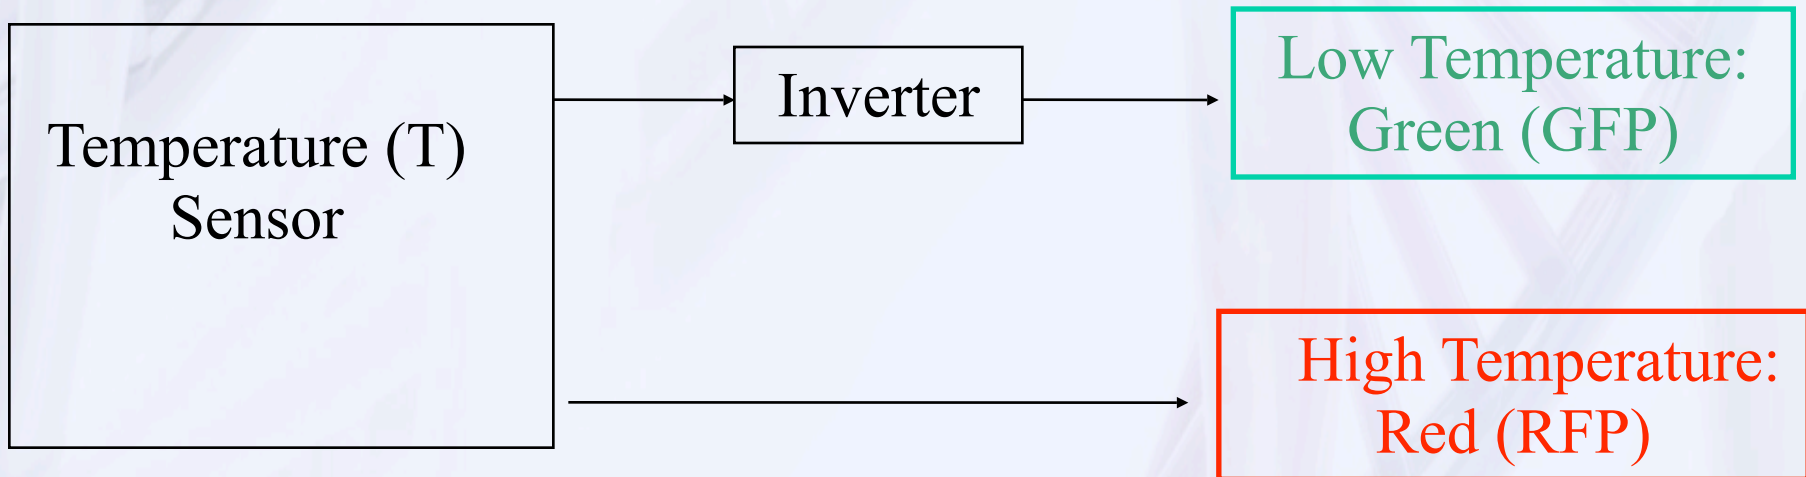 Temperature (T)
Sensor
Inverter
Low Temperature:
Green (GFP)
High Temperature:
Red (RFP)